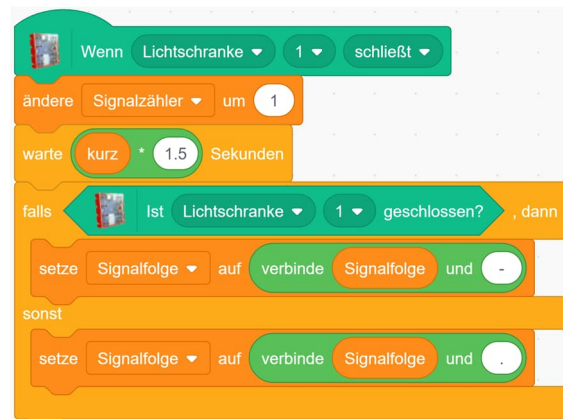 Wenn Lichtschranke 1 schließt
ändere Signalzähler um 1
warte kurz * 1.5 Sekunden
falls Ist Lichtschranke 1 geschlossen? , dann
setze Signalfolge auf verbinde Signalfolge und -
sonst
setze Signalfolge auf verbinde Signalfolge und .